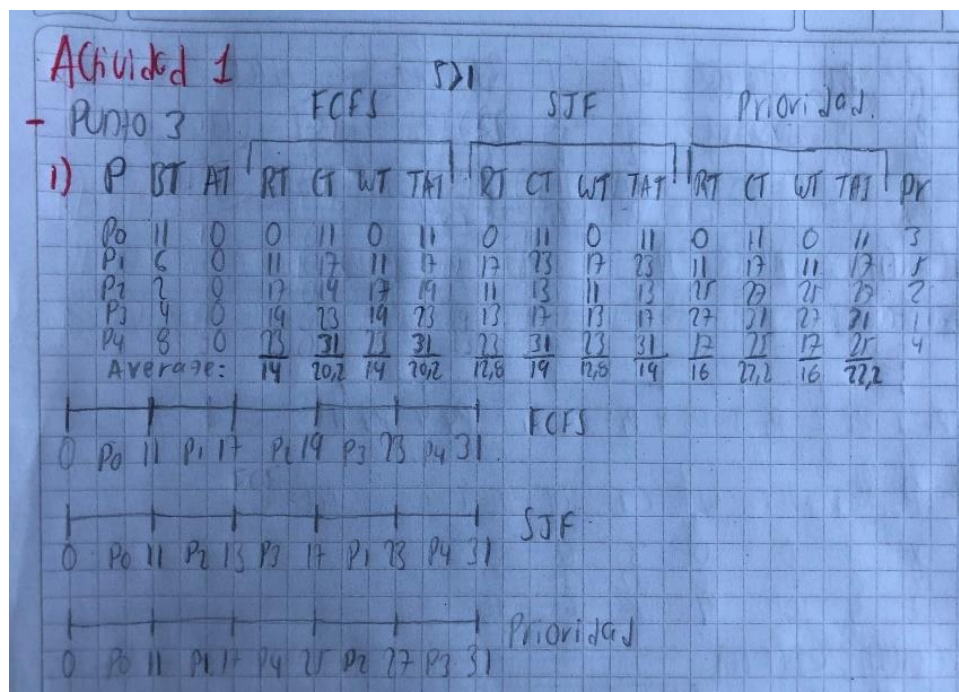 Actividad 1
5>1
FCFS SJF Prioridad.
- Punto 3
1) P BT AT RT CT WT TAT RT CT WT TAT RT CT WT TAT Pr
P0 11 0 0 11 0 11 0 11 0 11 0 11 0 11 3
P1 6 0 11 17 11 17 17 23 17 23 11 17 11 17 5
P2 2 0 17 19 17 19 11 13 11 13 25 27 25 27 2
P3 4 0 19 23 19 23 13 17 13 17 27 31 27 31 1
P4 8 0 23 31 23 31 23 31 23 31 17 25 17 25 4
Average: 14 20,2 14 20,2 12,8 19 12,8 19 16 22,2 16 22,2
FCFS
0 P0 11 P1 17 P2 19 P3 23 P4 31
SJF
0 P0 11 P2 13 P3 17 P1 23 P4 31
Prioridad
0 P0 11 P1 17 P4 25 P2 27 P3 31